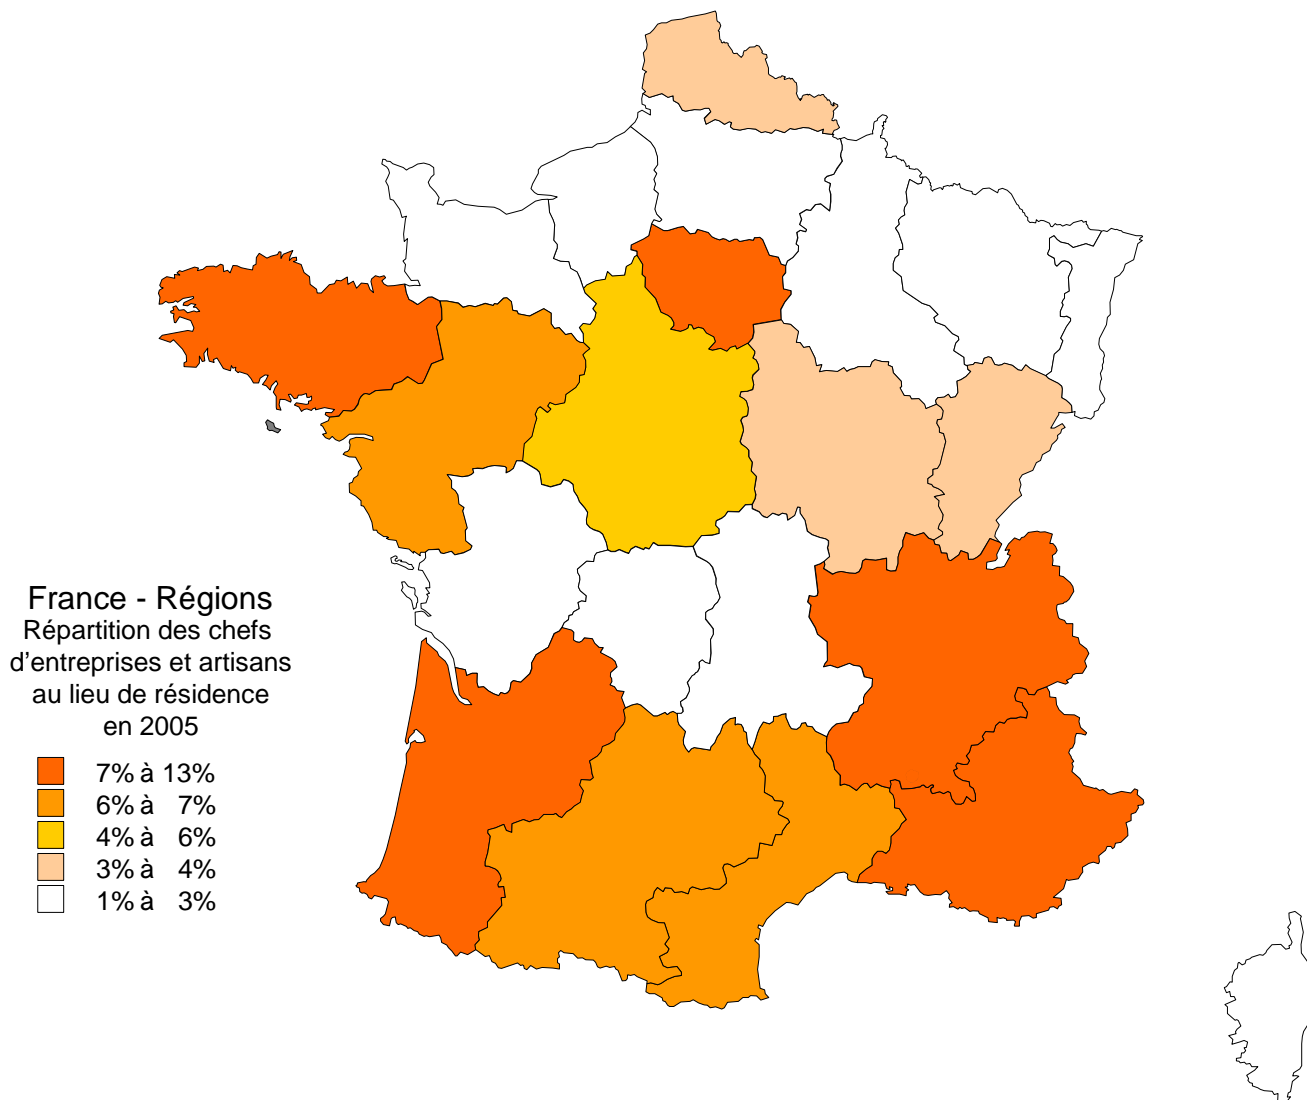 France - Régions
Répartition des chefs
d’entreprises et artisans
au lieu de résidence
en 2005
7% à 13%
6% à 7%
4% à 6%
3% à 4%
1% à 3%